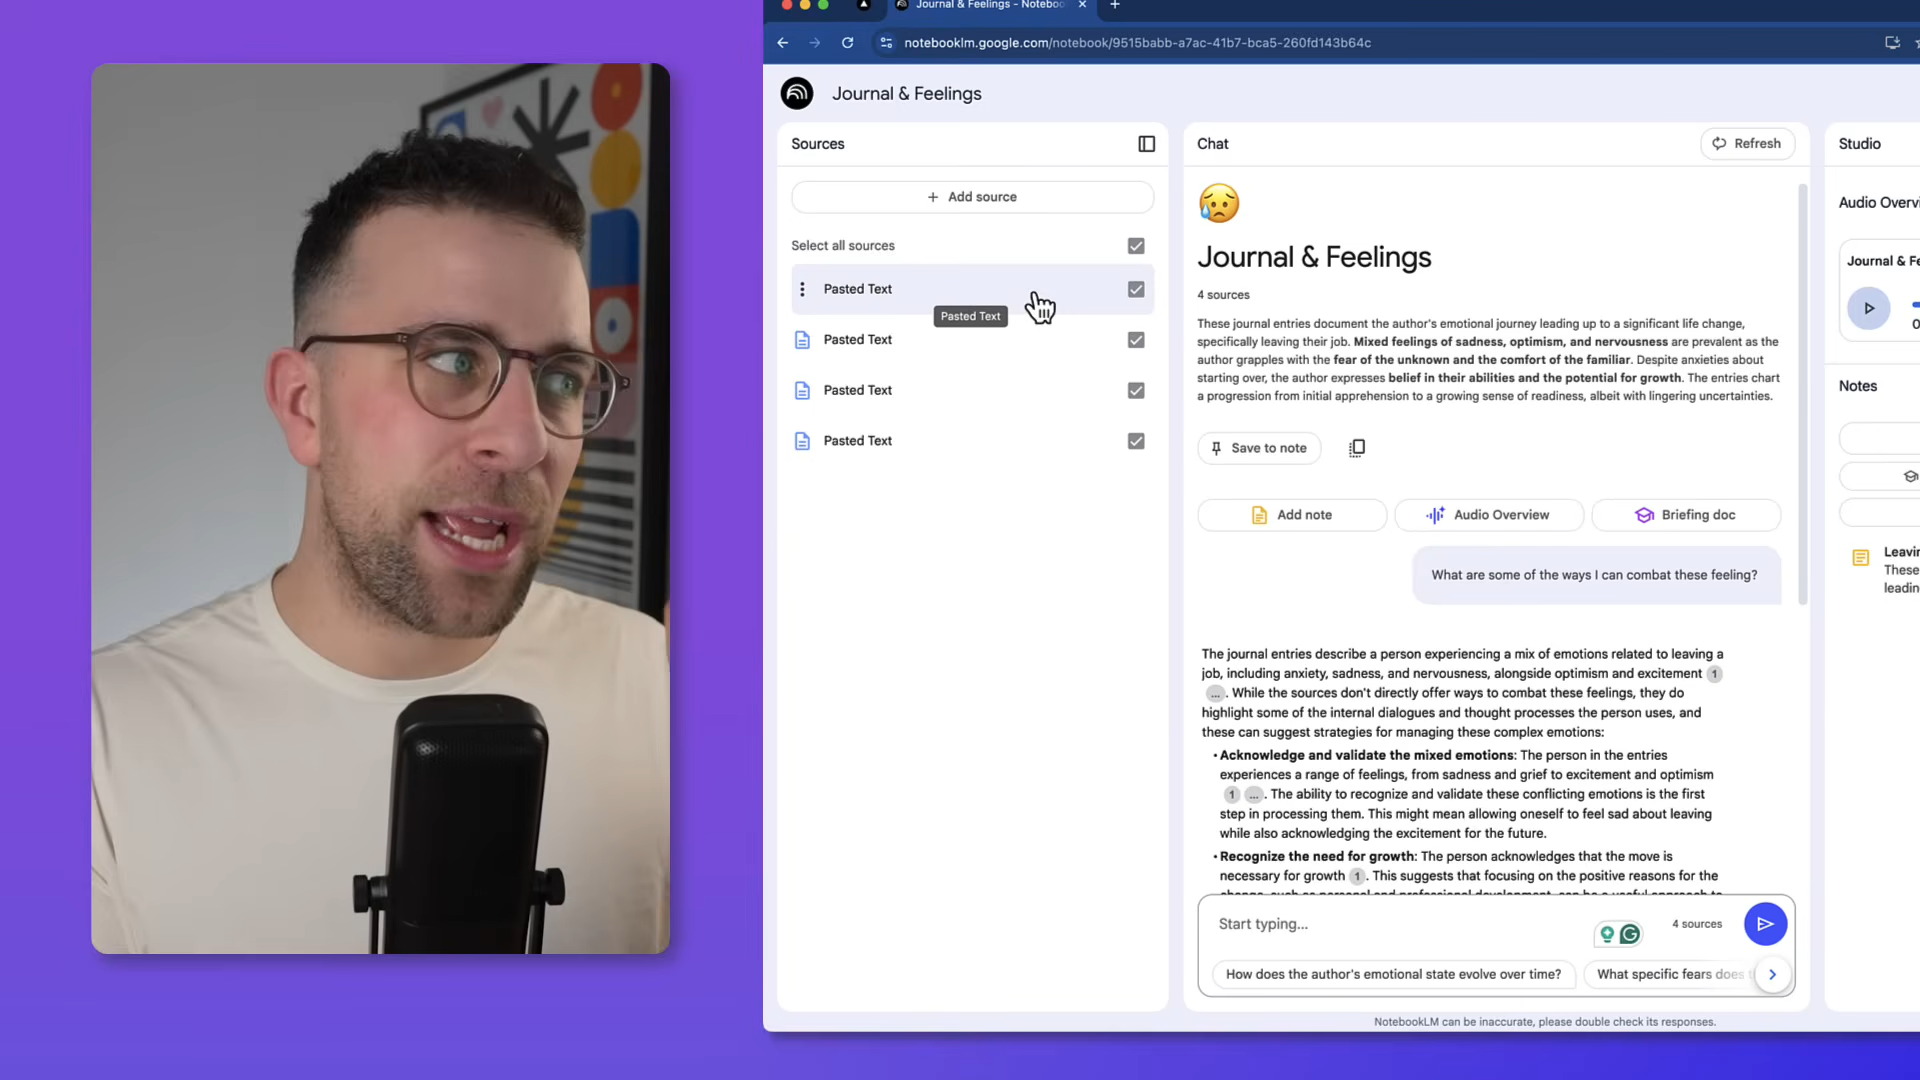 Journal & Feelings - Notebo
notebooklm.google.com/notebook/9515babb-a7ac-41b7-bca5-260fd143b64c
Journal & Feelings
Sources
Add source
Select all sources
Pasted Text
Pasted Text
Pasted Text
Pasted Text
Pasted Text
Chat
Refresh
Journal & Feelings
4 sources
These journal entries document the author's emotional journey leading up to a significant life change,
specifically leaving their job. Mixed feelings of sadness, optimism, and nervousness are prevalent as the
author grapples with the fear of the unknown and the comfort of the familiar. Despite anxieties about
starting over, the author expresses belief in their abilities and the potential for growth. The entries chart
a progression from initial apprehension to a growing sense of readiness, albeit with lingering uncertainties.
Save to note
Add note
Audio Overview
Briefing doc
What are some of the ways I can combat these feeling?
The journal entries describe a person experiencing a mix of emotions related to leaving a
job, including anxiety, sadness, and nervousness, alongside optimism and excitement 1
... . While the sources don't directly offer ways to combat these feelings, they do
highlight some of the internal dialogues and thought processes the person uses, and
these can suggest strategies for managing these complex emotions:
• Acknowledge and validate the mixed emotions: The person in the entries
experiences a range of feelings, from sadness and grief to excitement and optimism
1 ... . The ability to recognize and validate these conflicting emotions is the first
step in processing them. This might mean allowing oneself to feel sad about leaving
while also acknowledging the excitement for the future.
• Recognize the need for growth: The person acknowledges that the move is
necessary for growth 1 . This suggests that focusing on the positive reasons for the
change, such as personal and professional development, can be a useful approach to
Start typing...
4 sources
How does the author's emotional state evolve over time?
What specific fears does
NotebookLM can be inaccurate, please double check its responses.
Studio
Audio Overvi
Journal & Fe
0
Notes
Leavin
These
leadin